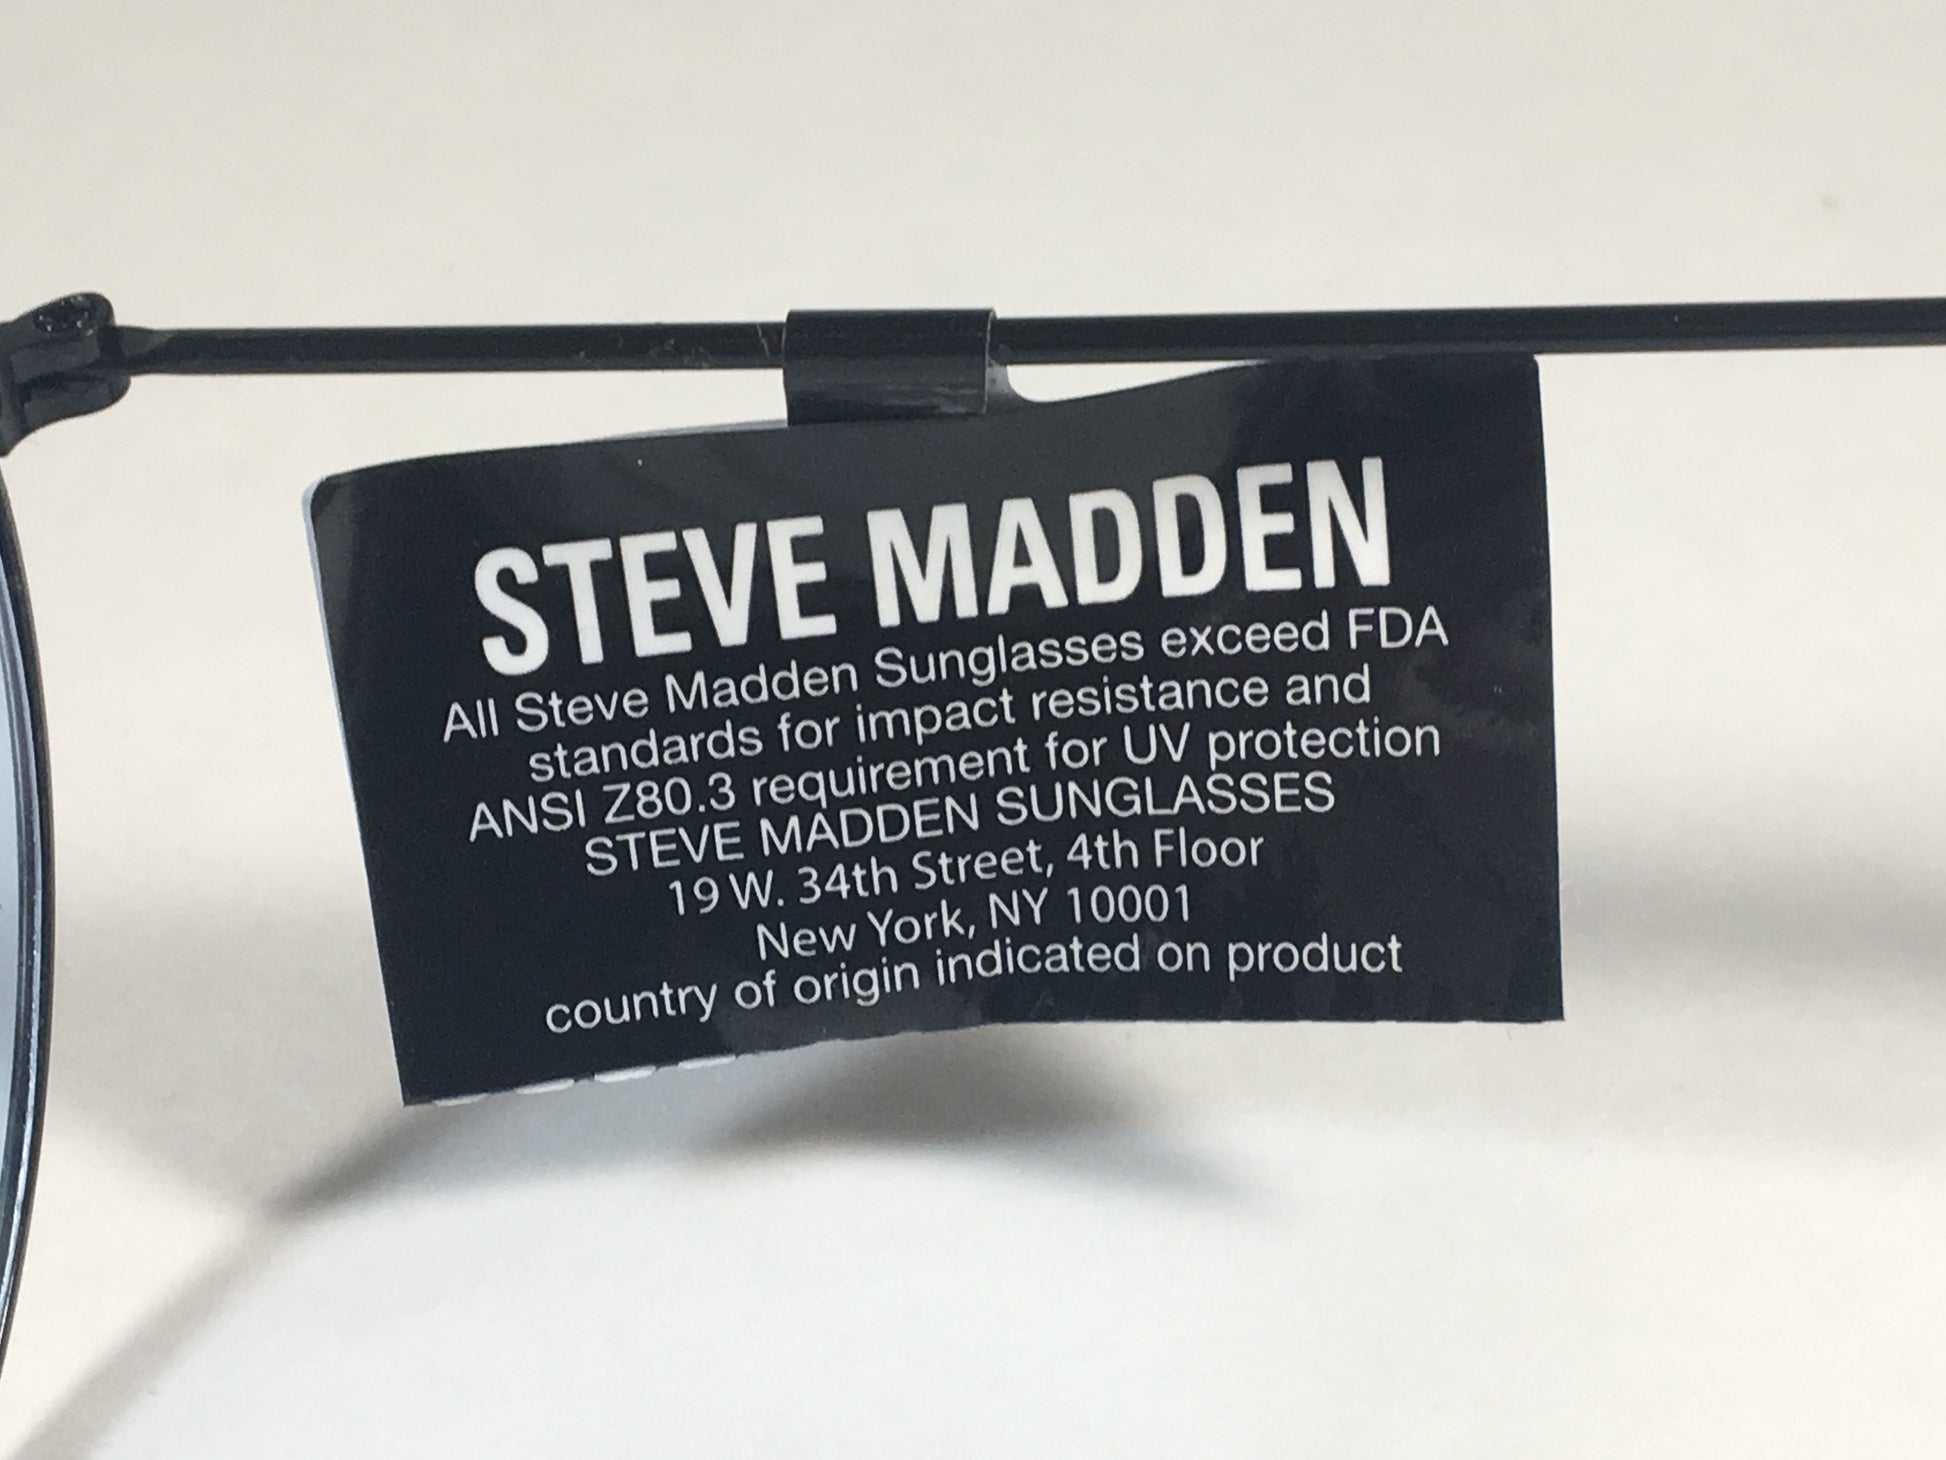 STEVE MADDEN
All Steve Madden Sunglasses exceed FDA
standards for impact resistance and
ANSI Z80.3 requirement for UV protection
STEVE MADDEN SUNGLASSES
19 W. 34th Street, 4th Floor
New York, NY 10001
country of origin indicated on product